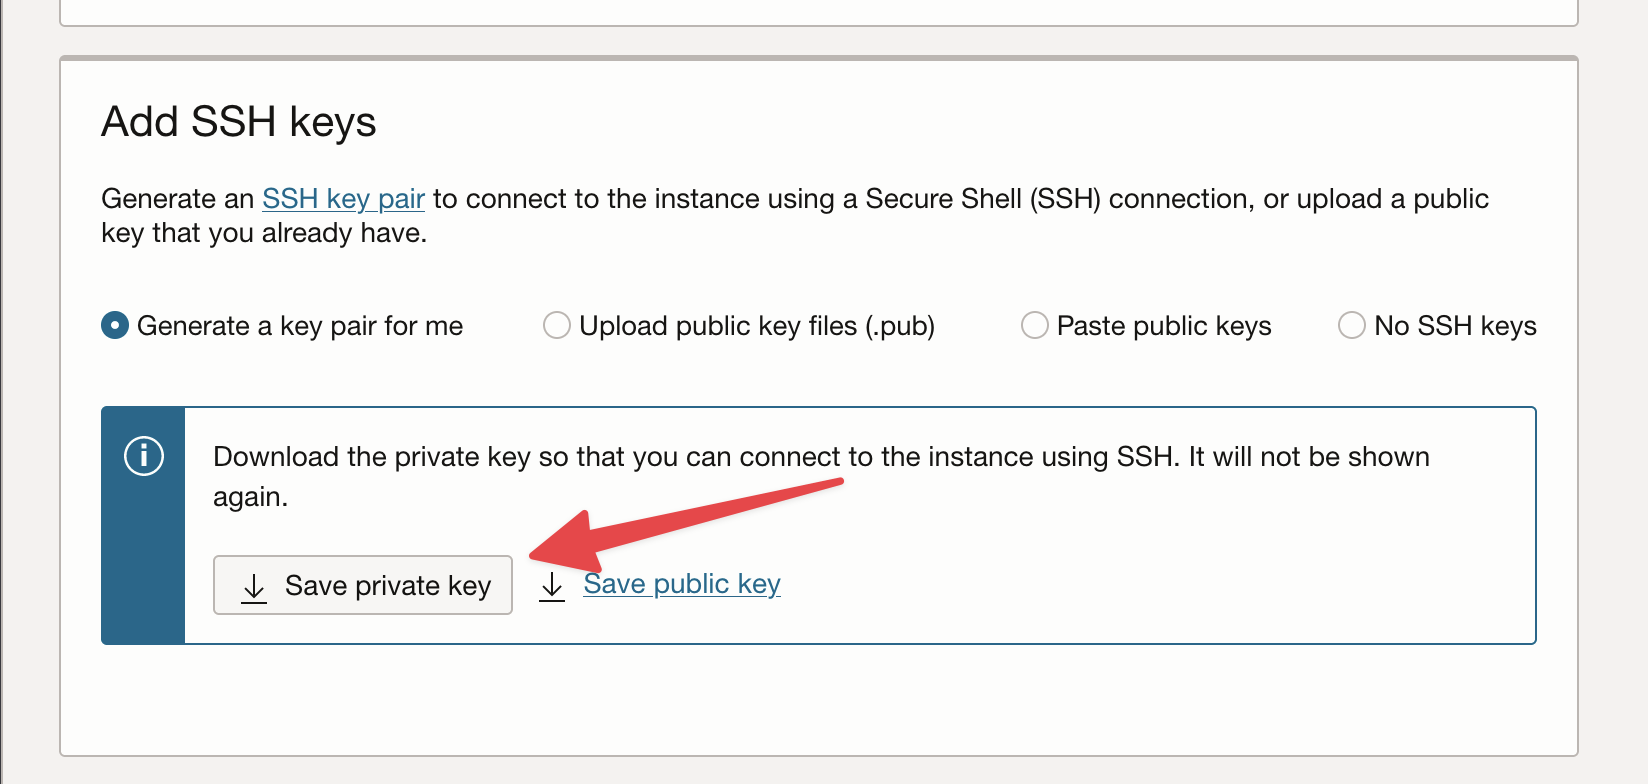 Add SSH keys
Generate an SSH key pair to connect to the instance using a Secure Shell (SSH) connection, or upload a public
key that you already have.
Generate a key pair for me
Upload public key files (.pub)
Paste public keys
No SSH keys
Download the private key so that you can connect to the instance using SSH. It will not be shown
again.
Save private key
Save public key